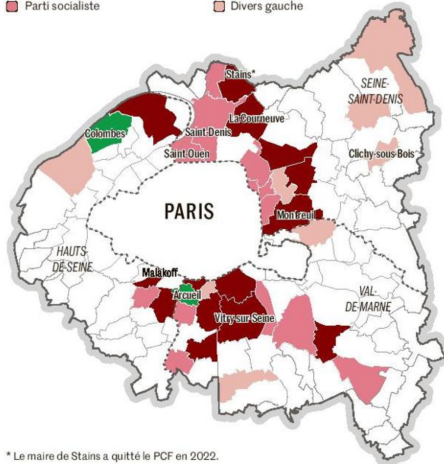 Parti socialiste
Divers gauche
Stains*
SEINE-
SAINT-DENIS
La Courneuve
Colombes
Saint-Denis
Saint-Ouen
Clichy-sous-Bois
PARIS
Montreuil
HAUTS-
DE-SEINE
Malakoff
Arcueil
VAL-
DE-MARNE
Vitry-sur-Seine
* Le maire de Stains a quitté le PCF en 2022.